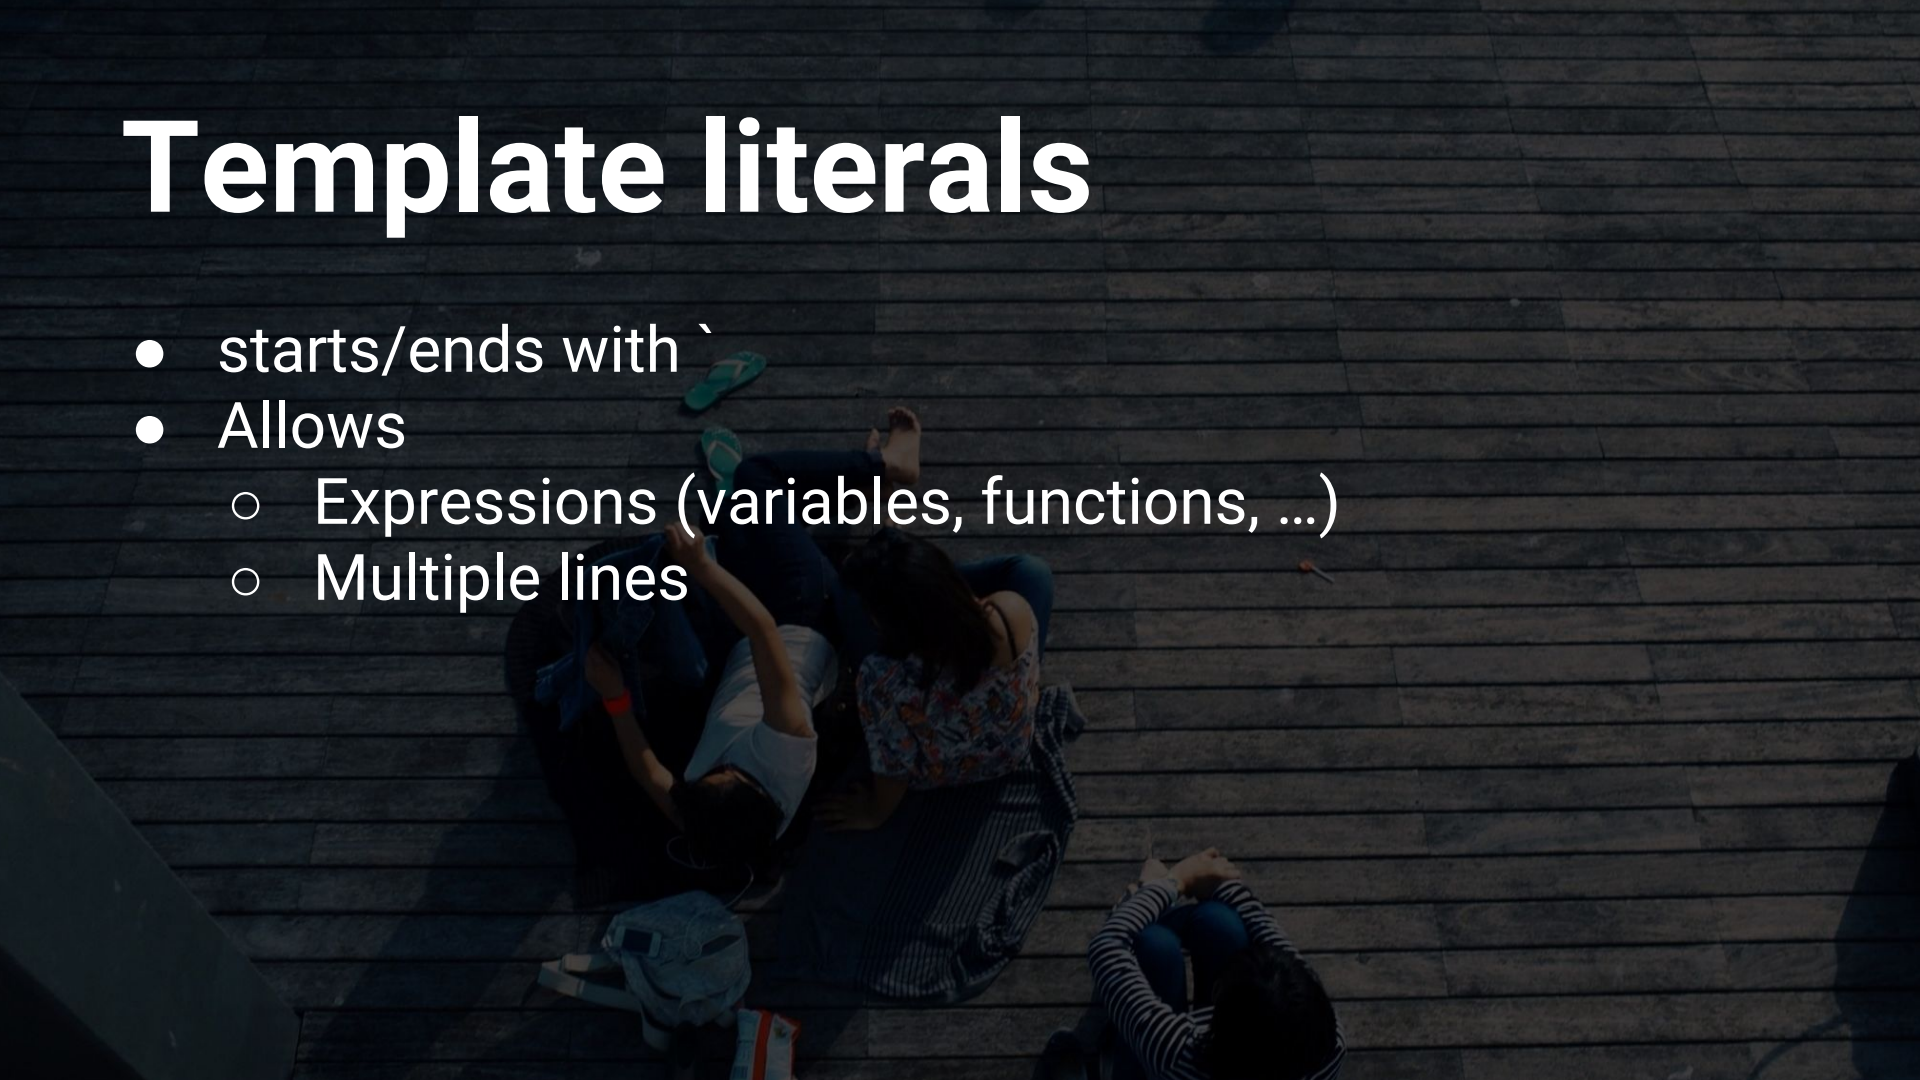 Template literals
● starts/ends with `
● Allows
○ Expressions (variables, functions, …)
○ Multiple lines